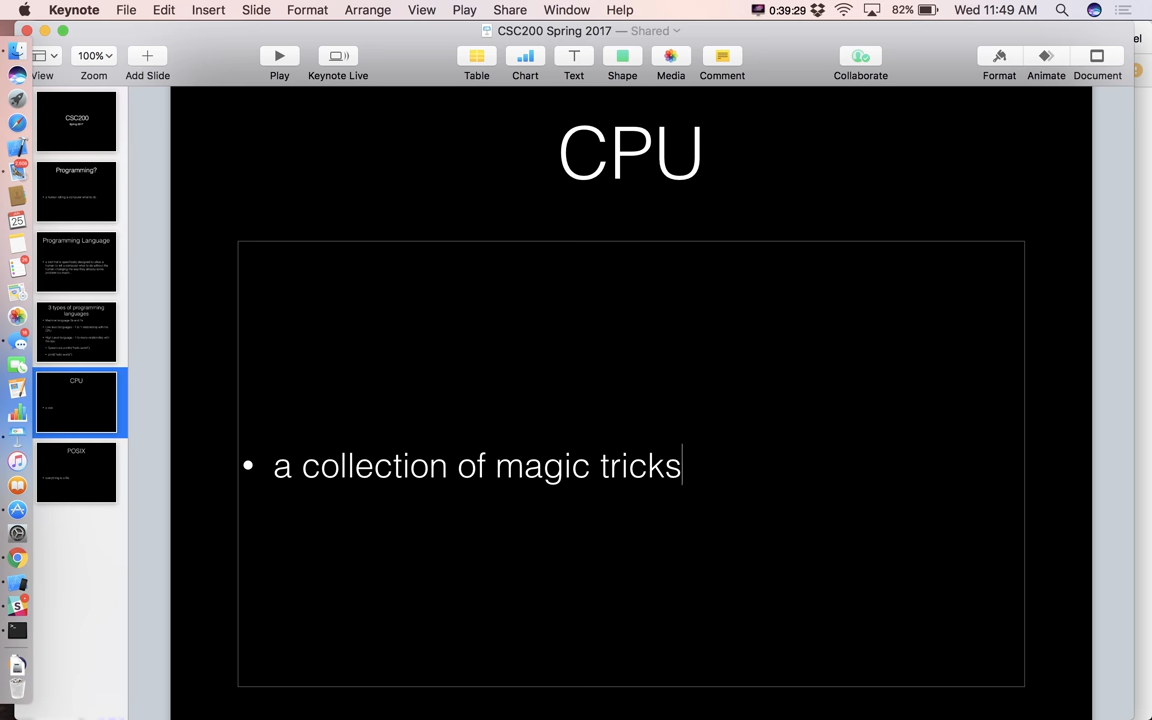 Keynote File Edit Insert Slide Format Arrange View Play Share Window Help 0:39:29 82% Wed 11:49 AM
CSC200 Spring 2017 — Shared
100%
View Zoom Add Slide Play Keynote Live Table Chart Text Shape Media Comment Collaborate Format Animate Document
CSC200
Spring 2017
Programming?
Programming Language
3 types of programming
languages
CPU
POSIX
25
CPU
• a collection of magic tricks